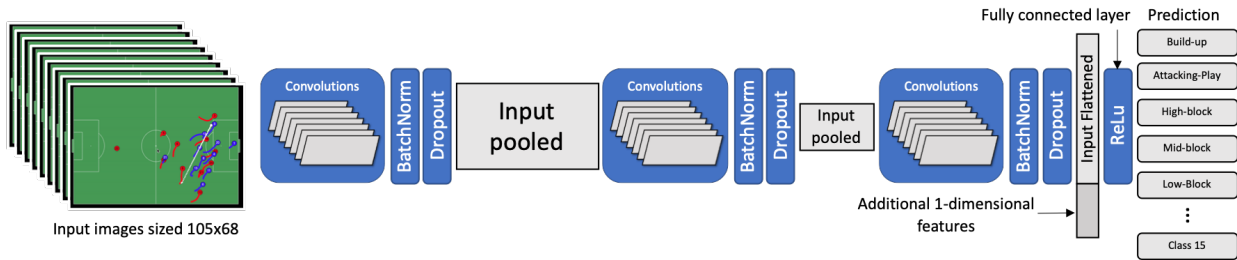 Input images sized 105x68
Convolutions
BatchNorm
Dropout
Input
pooled
Convolutions
BatchNorm
Dropout
Input
pooled
Convolutions
BatchNorm
Dropout
Input Flattened
Additional 1-dimensional
features
Fully connected layer
ReLu
Prediction
Build-up
Attacking-Play
High-block
Mid-block
Low-Block
⋮
Class 15